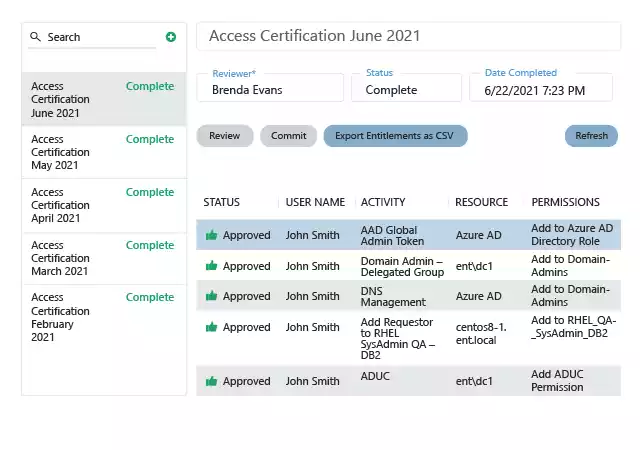 Search
Access
Certification
June 2021
Complete
Access
Certification
May 2021
Complete
Access
Certification
April 2021
Complete
Access
Certification
March 2021
Complete
Access
Certification
February
2021
Complete
Access Certification June 2021
Reviewer*
Brenda Evans
Status
Complete
Date Completed
6/22/2021 7:23 PM
Review
Commit
Export Entitlements as CSV
Refresh
STATUS
USER NAME
ACTIVITY
RESOURCE
PERMISSIONS
Approved
John Smith
AAD Global
Admin Token
Azure AD
Add to Azure AD
Directory Role
Approved
John Smith
Domain Admin –
Delegated Group
ent\dc1
Add to Domain-
Admins
Approved
John Smith
DNS
Management
Azure AD
Add to Domain-
Admins
Approved
John Smith
Add Requestor
to RHEL
SysAdmin QA –
DB2
centos8-1.
ent.local
Add to RHEL_QA-
_SysAdmin_DB2
Approved
John Smith
ADUC
ent\dc1
Add ADUC
Permission